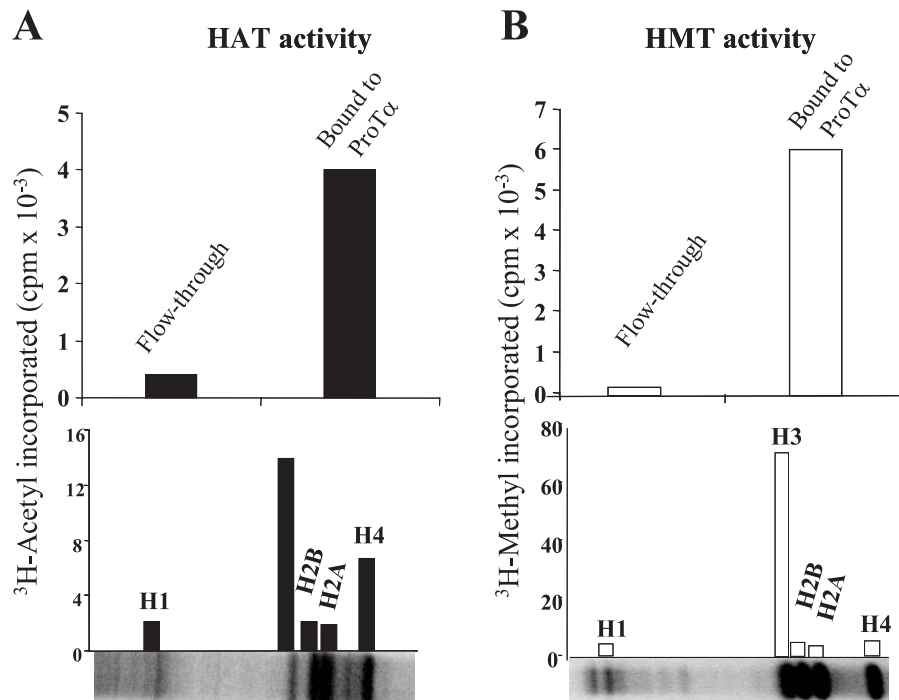 A
HAT activity
³H-Acetyl incorporated (cpm x 10⁻³)
5
4
3
2
1
0
Flow-through
Bound to
ProTα
16
12
8
4
0
H1
H2B
H2A
H4
B
HMT activity
³H-Methyl incorporated (cpm x 10⁻³)
7
6
5
4
3
2
1
0
Flow-through
Bound to
ProTα
80
60
40
20
0
H1
H3
H2B
H2A
H4